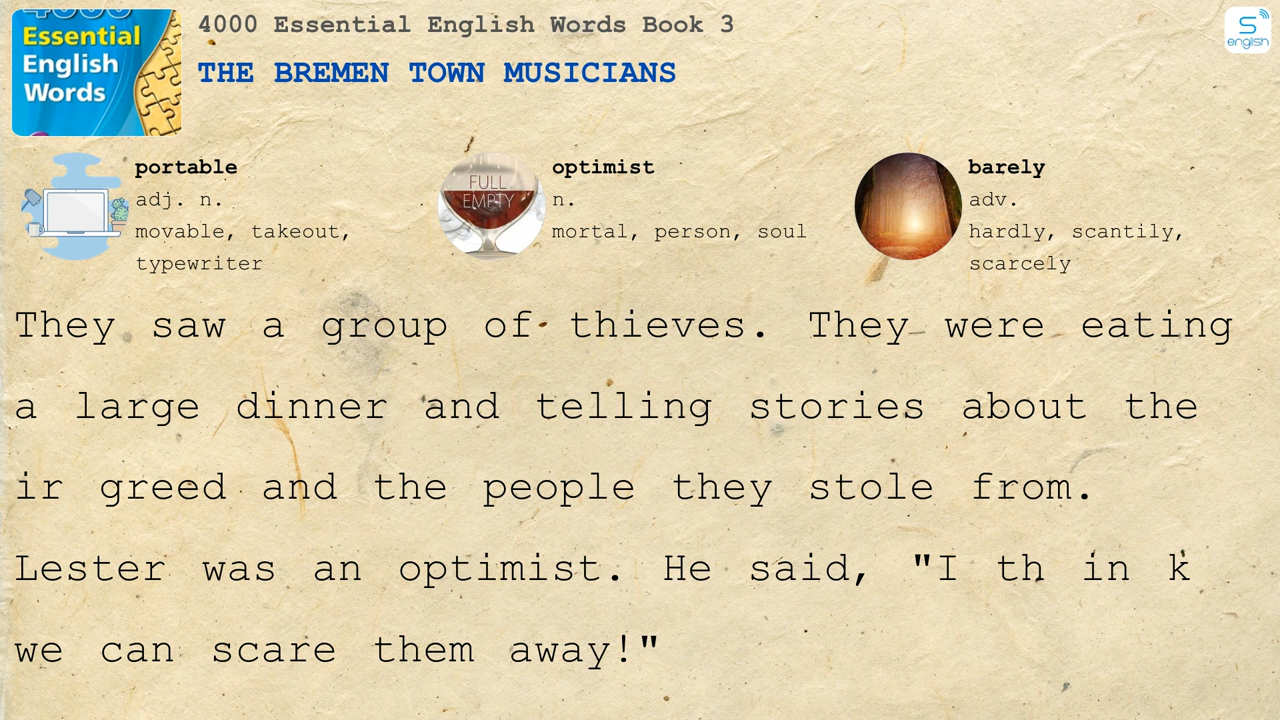 4000
Essential
English
Words
4000 Essential English Words Book 3
THE BREMEN TOWN MUSICIANS
S
english
portable
adj. n.
movable, takeout,
typewriter
FULL
EMPTY
optimist
n.
mortal, person, soul
barely
adv.
hardly, scantily,
scarcely
They saw a group of thieves. They were eating
a large dinner and telling stories about the
ir greed and the people they stole from.
Lester was an optimist. He said, "I th in k
we can scare them away!"